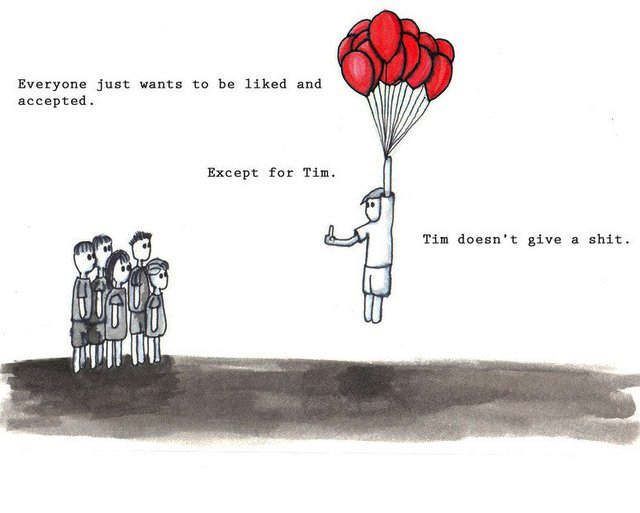 Everyone just wants to be liked and
accepted.
Except for Tim.
Tim doesn't give a shit.